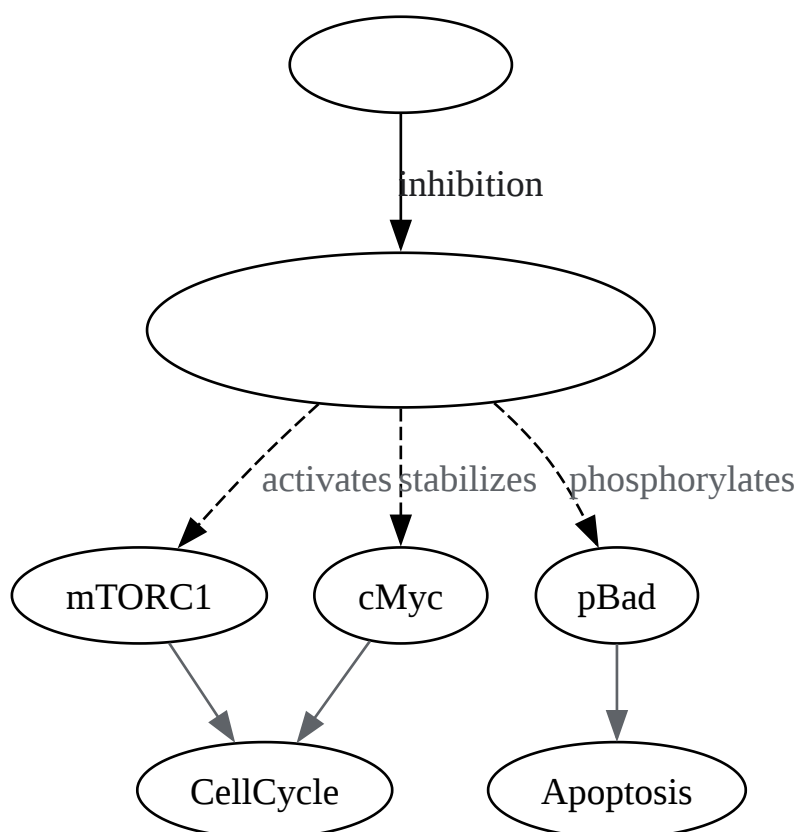 inhibition
activates
stabilizes
phosphorylates
mTORC1
cMyc
pBad
CellCycle
Apoptosis